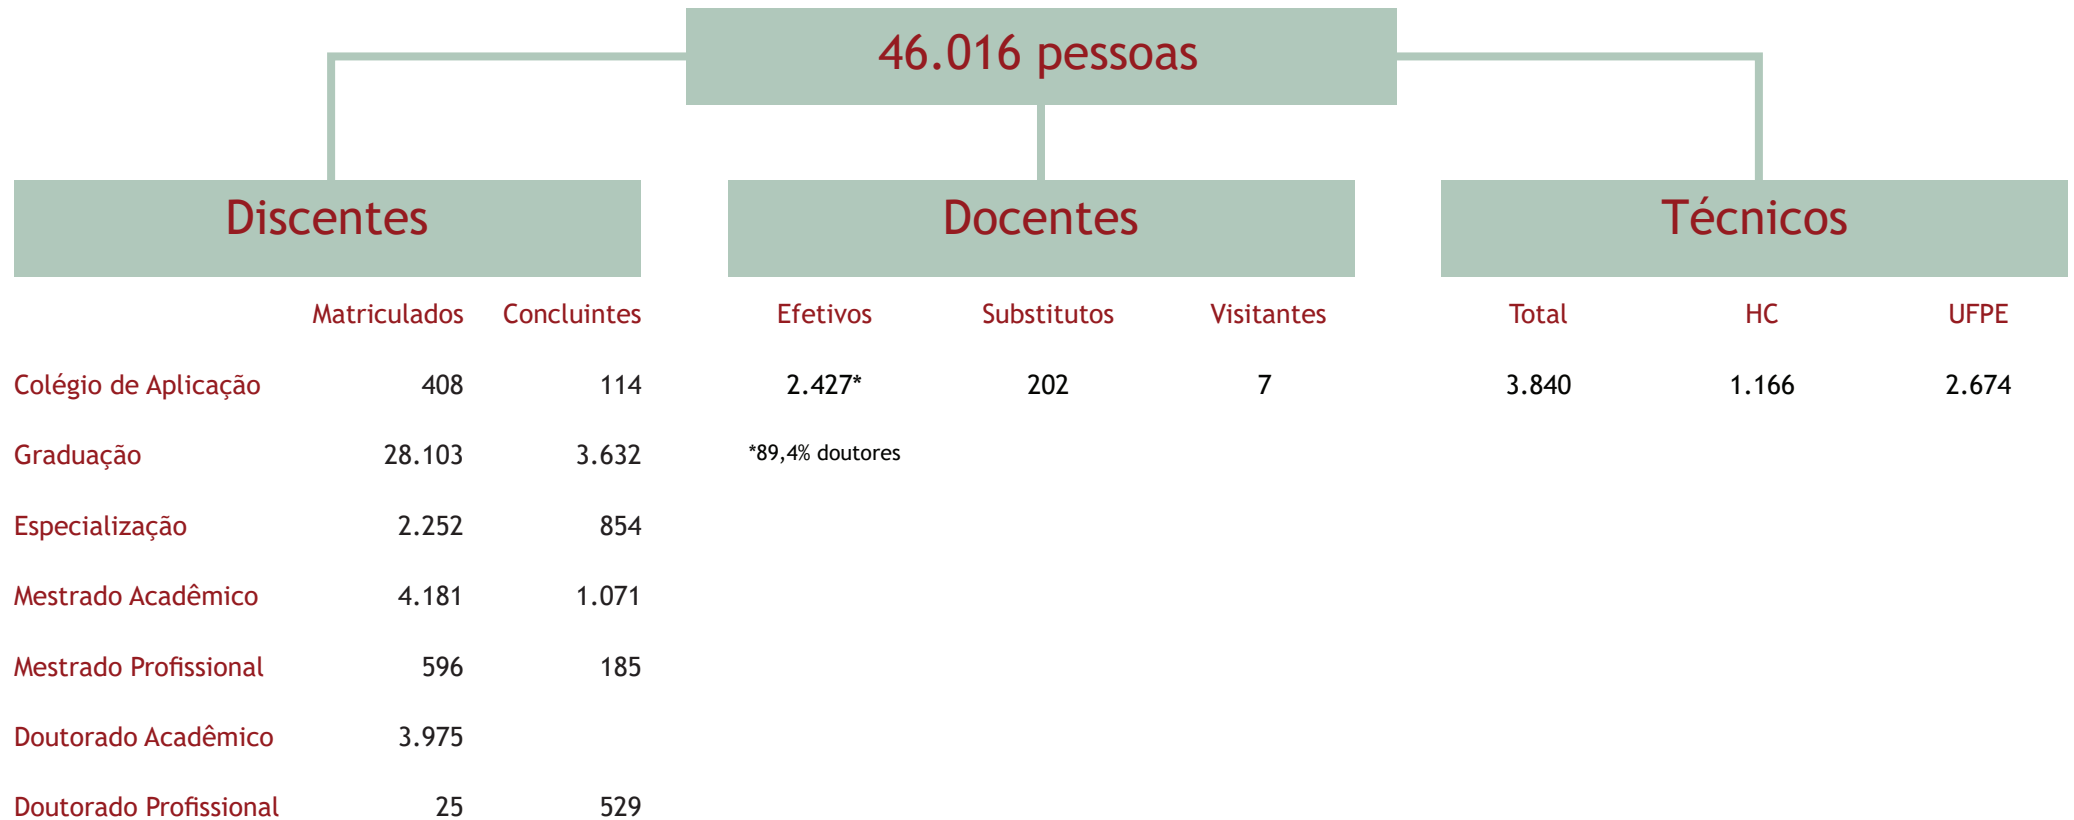 46.016 pessoas
Discentes
Matriculados Concluintes
Colégio de Aplicação 408 114
Graduação 28.103 3.632
Especialização 2.252 854
Mestrado Acadêmico 4.181 1.071
Mestrado Profissional 596 185
Doutorado Acadêmico 3.975
Doutorado Profissional 25 529
Docentes
Efetivos Substitutos Visitantes
2.427* 202 7
*89,4% doutores
Técnicos
Total HC UFPE
3.840 1.166 2.674